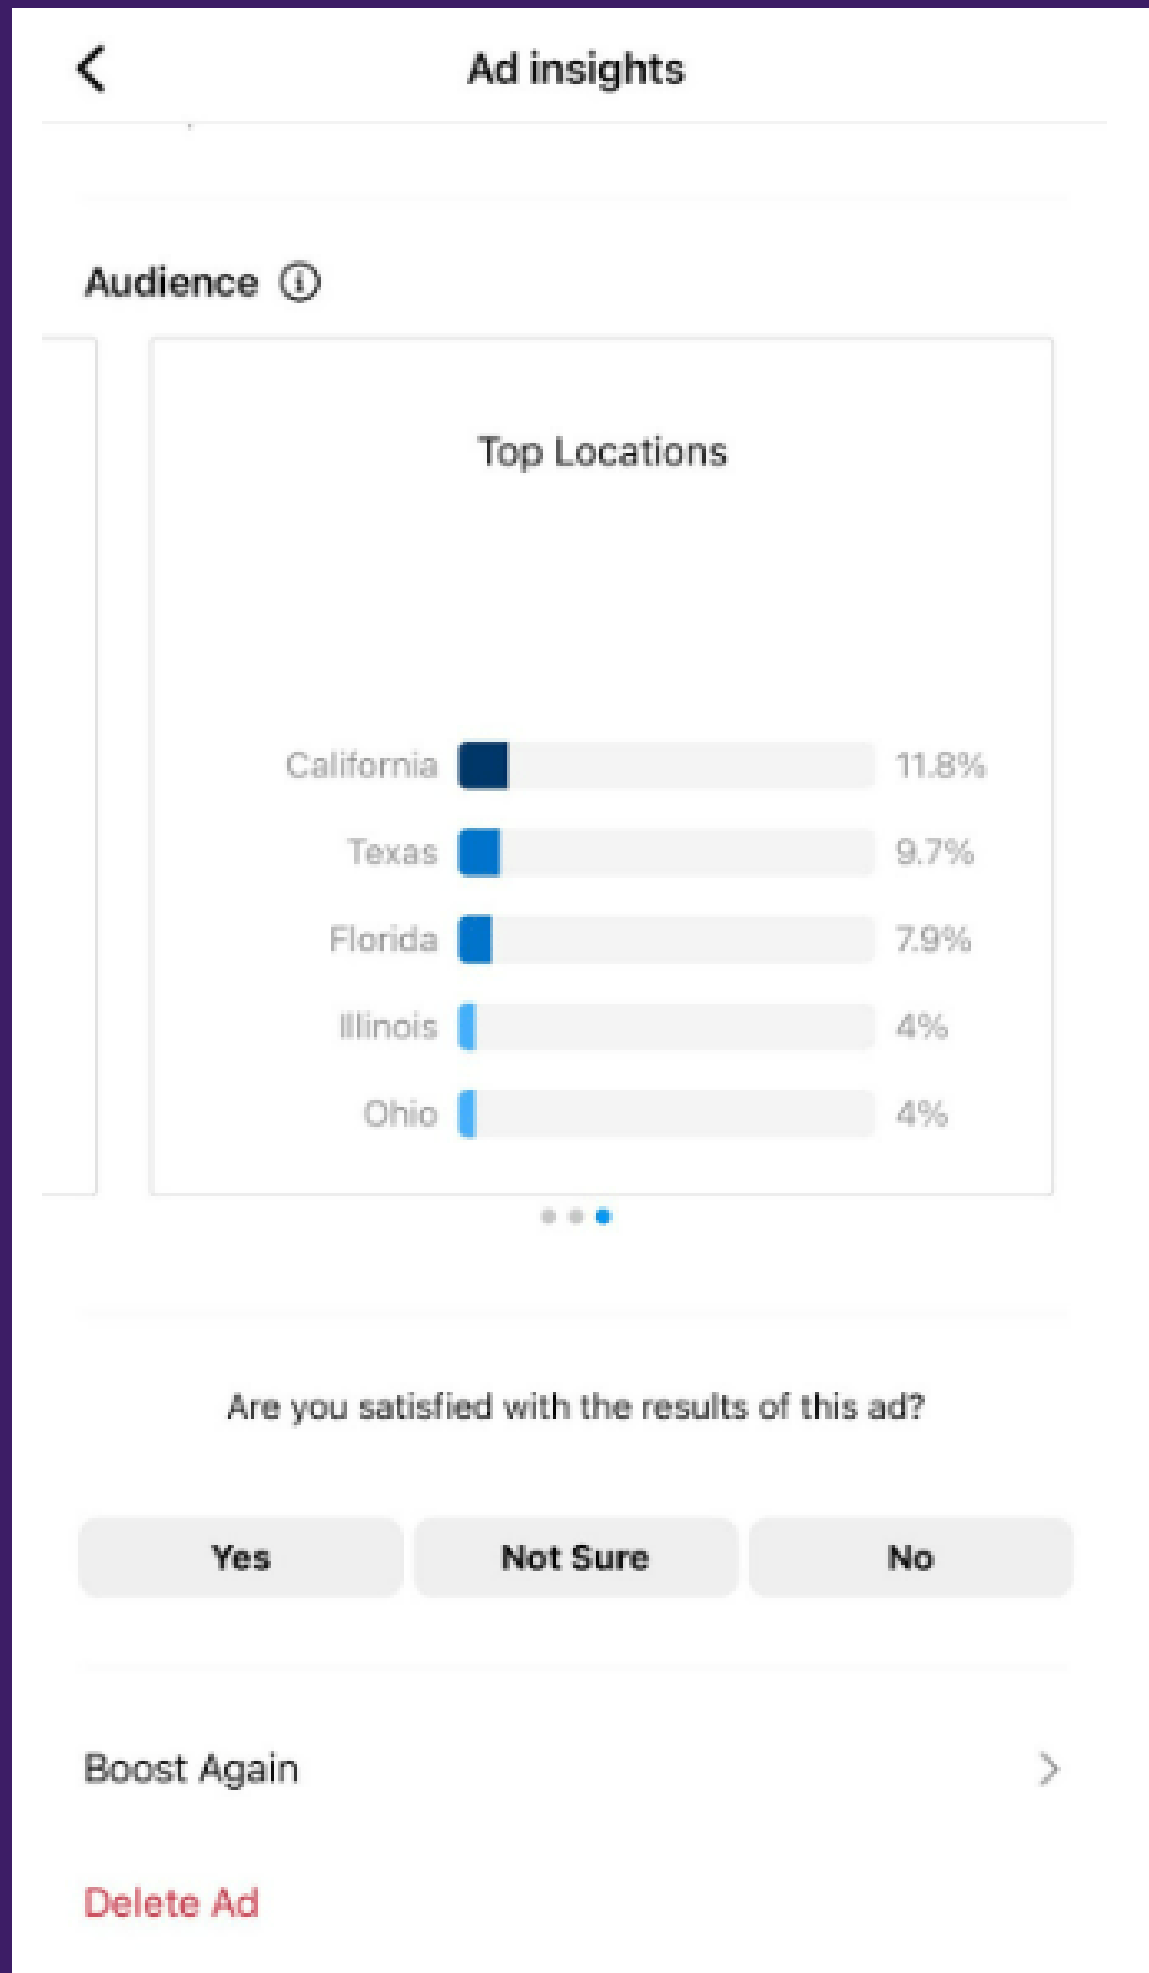 Ad insights
Audience
Top Locations
California 11.8%
Texas 9.7%
Florida 7.9%
Illinois 4%
Ohio 4%
Are you satisfied with the results of this ad?
Yes Not Sure No
Boost Again
Delete Ad